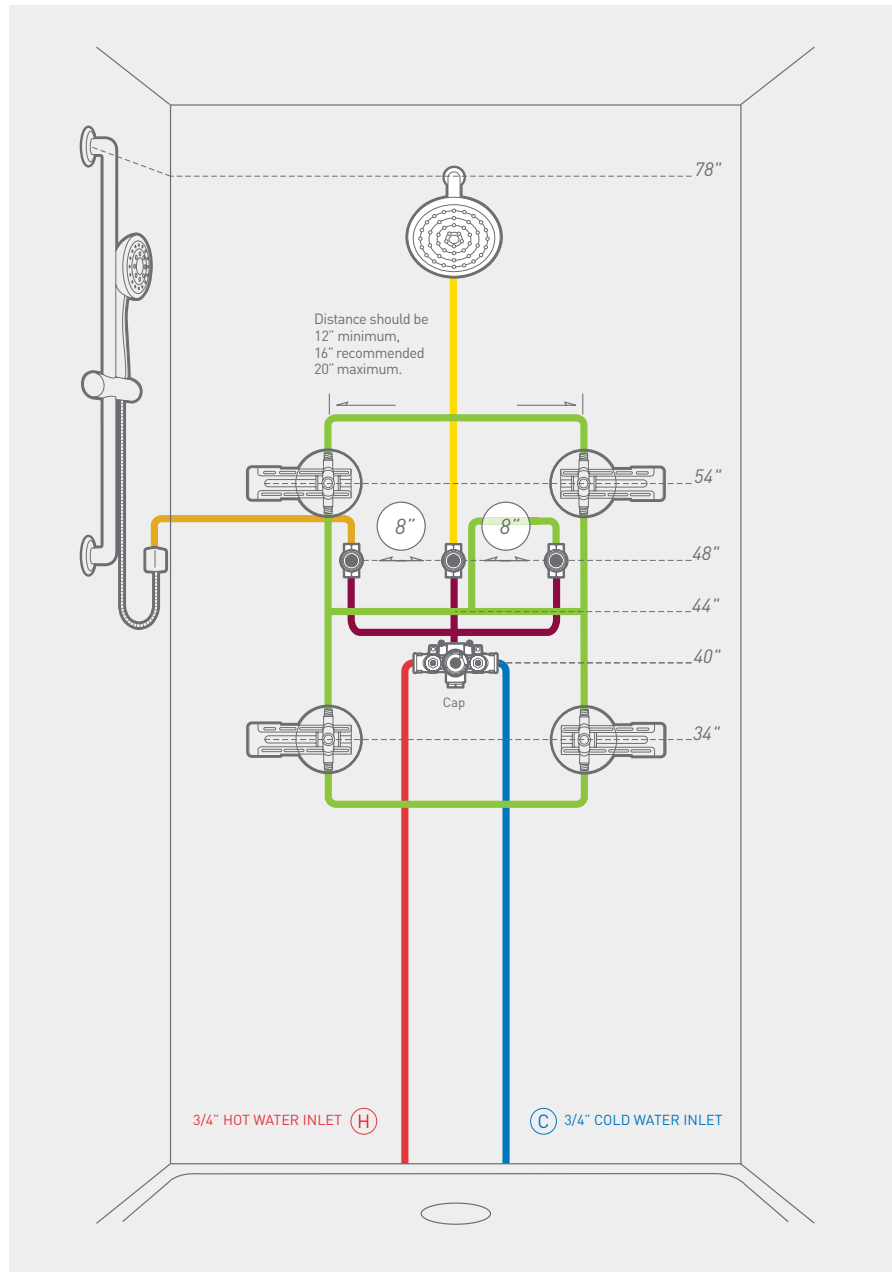 78"
Distance should be
12" minimum,
16" recommended
20" maximum.
54"
8"
8"
48"
44"
40"
Cap
34"
3/4" HOT WATER INLET H
C 3/4" COLD WATER INLET